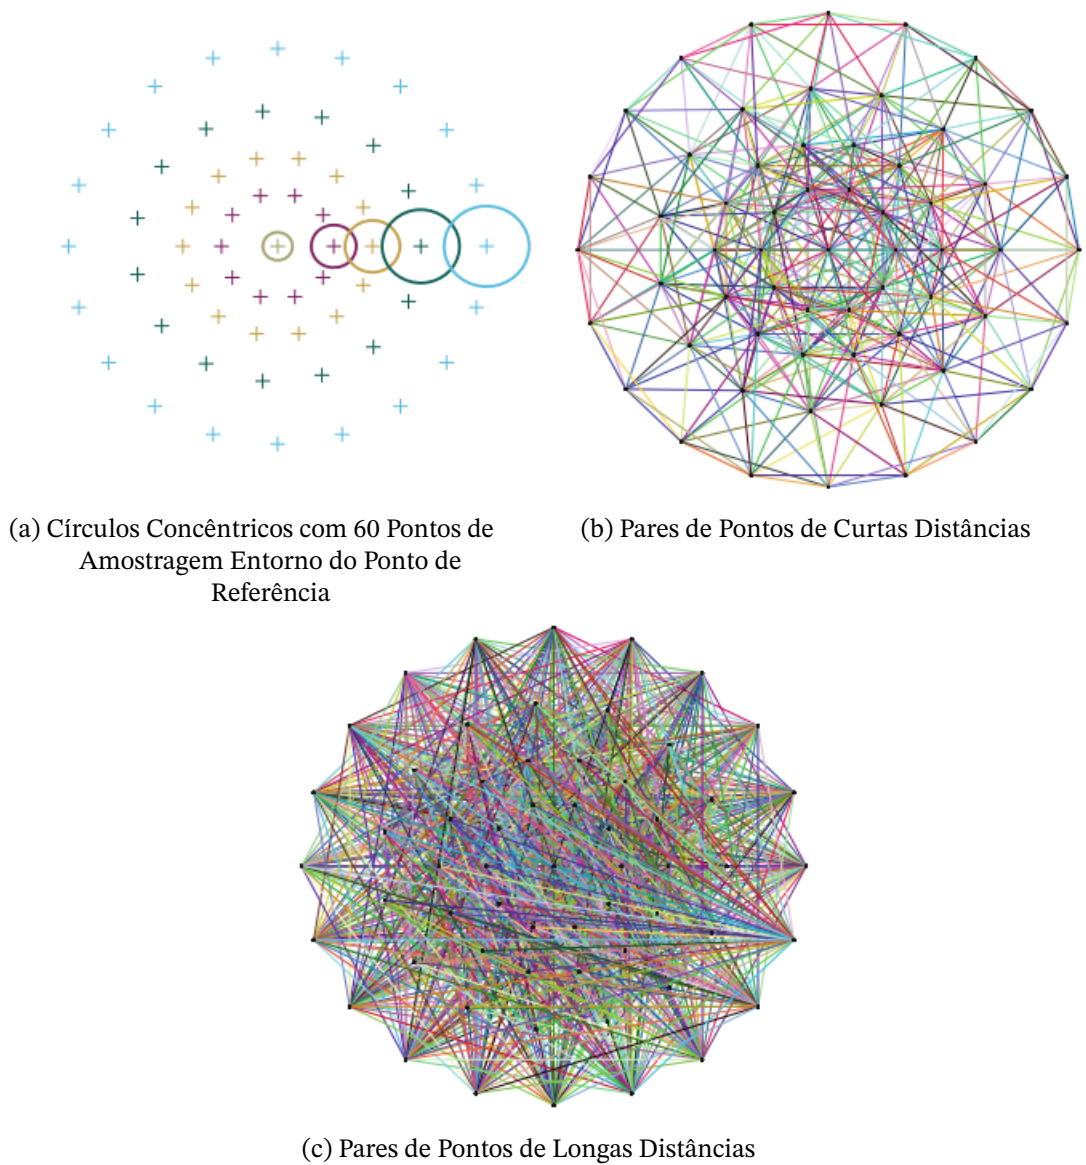 (a) Círculos Concêntricos com 60 Pontos de
Amostragem Entorno do Ponto de
Referência
(b) Pares de Pontos de Curtas Distâncias
(c) Pares de Pontos de Longas Distâncias